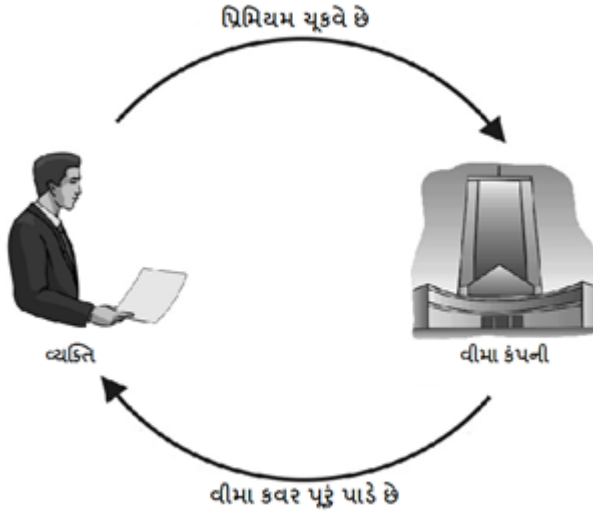 પ્રિમિયમ ચૂકવે છે
વ્યક્તિ
વીમા કંપની
વીમા કવર પૂરું પાડે છે